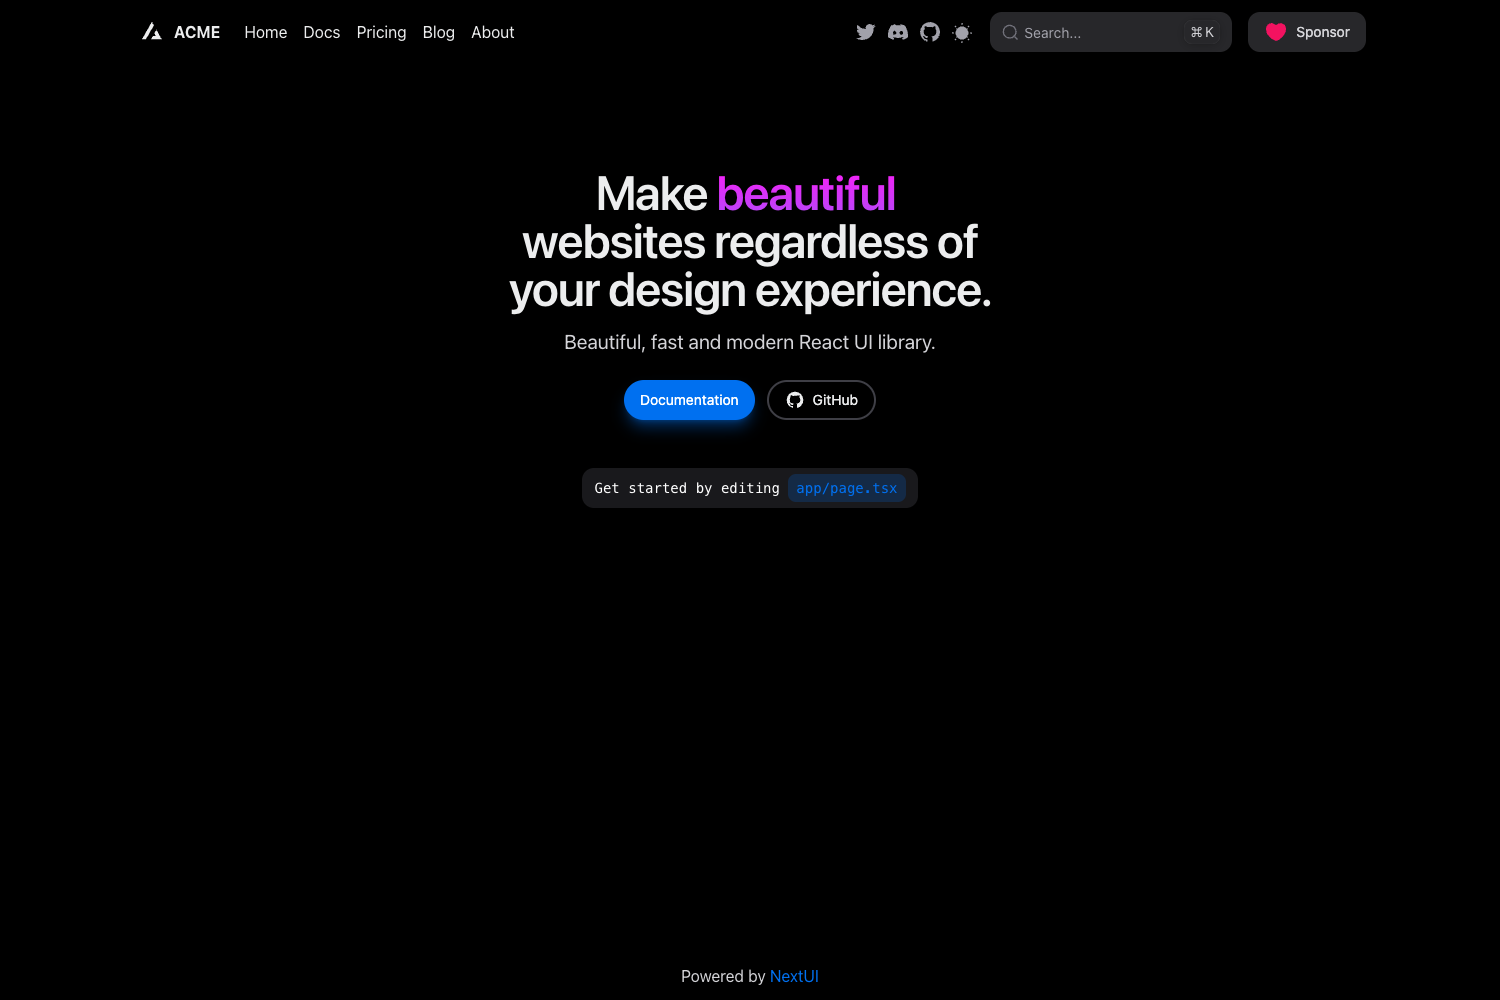 ACME Home Docs Pricing Blog About Search... ⌘K Sponsor
Make beautiful
websites regardless of
your design experience.
Beautiful, fast and modern React UI library.
Documentation GitHub
Get started by editing app/page.tsx
Powered by NextUI